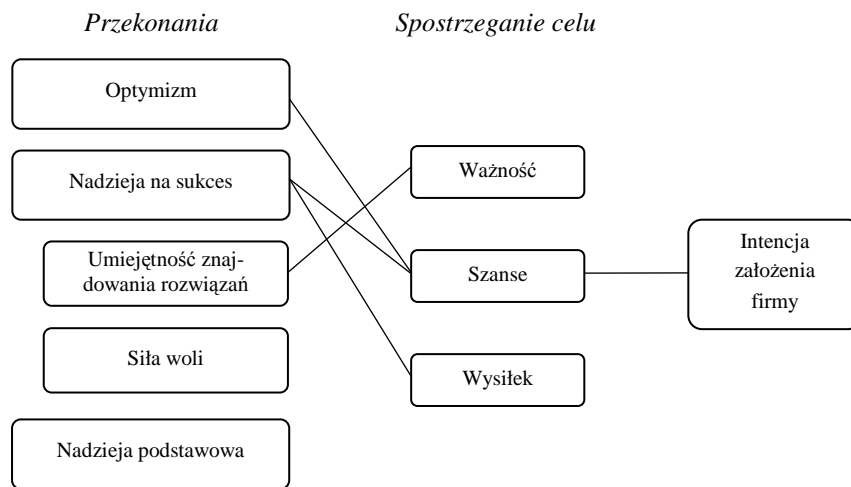 Przekonania
Spostrzeganie celu
Optymizm
Nadzieja na sukces
Umiejętność znaj-
dowania rozwiązań
Siła woli
Nadzieja podstawowa
Ważność
Szanse
Wysiłek
Intencja
założenia
firmy